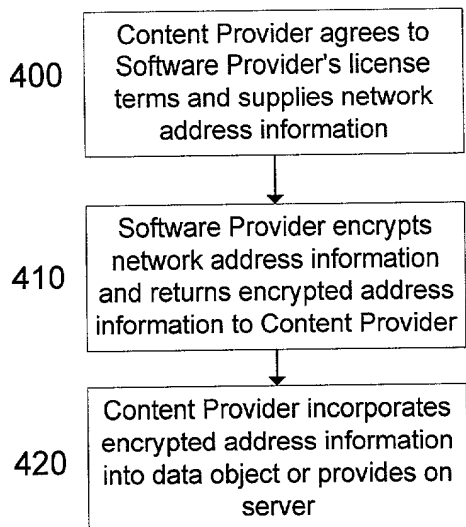 400
Content Provider agrees to
Software Provider's license
terms and supplies network
address information
410
Software Provider encrypts
network address information
and returns encrypted address
information to Content Provider
420
Content Provider incorporates
encrypted address information
into data object or provides on
server